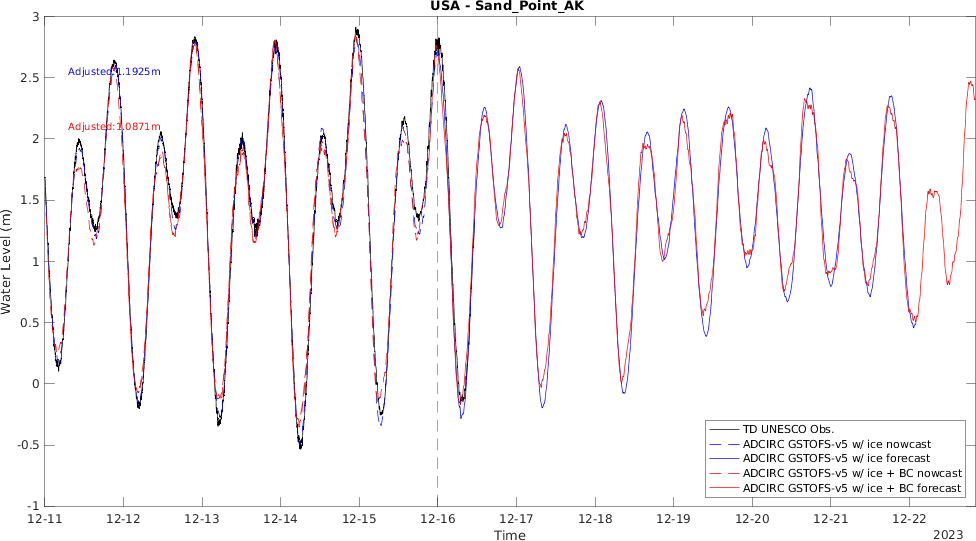 USA - Sand_Point_AK
3
2.5
2
1.5
1
0.5
0
-0.5
-1
Water Level (m)
Adjusted:1.1925m
Adjusted:1.0871m
TD UNESCO Obs.
ADCIRC GSTOFS-v5 w/ ice nowcast
ADCIRC GSTOFS-v5 w/ ice forecast
ADCIRC GSTOFS-v5 w/ ice + BC nowcast
ADCIRC GSTOFS-v5 w/ ice + BC forecast
12-11 12-12 12-13 12-14 12-15 12-16 12-17 12-18 12-19 12-20 12-21 12-22
Time
2023